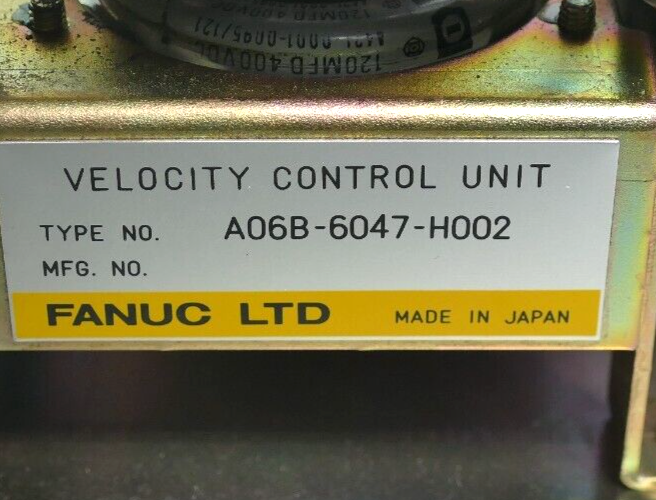 120MFD 400VDC
VELOCITY CONTROL UNIT
TYPE NO. A06B-6047-H002
MFG. NO.
FANUC LTD MADE IN JAPAN